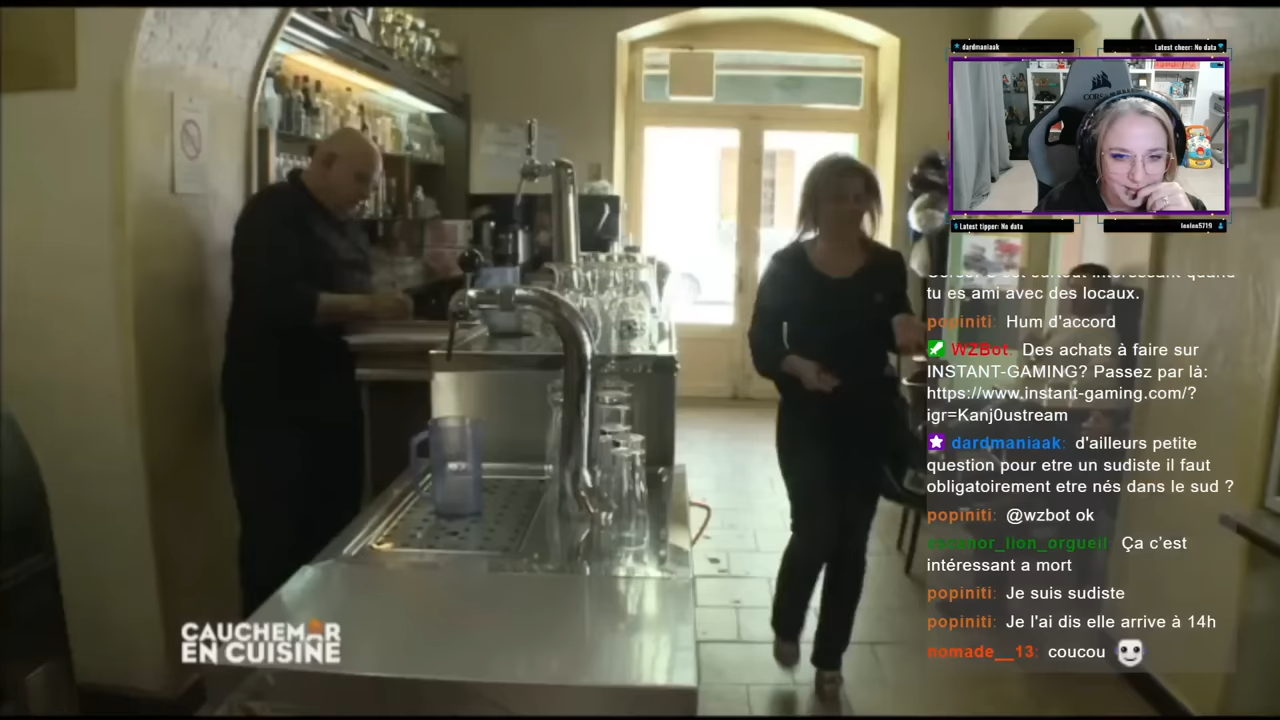 dardmaniaak
Latest cheer: No data
CORSAIR
Latest tipper: No data
lonlon5719
tu es ami avec des locaux.
popiniti: Hum d'accord
WZBot: Des achats à faire sur
INSTANT-GAMING? Passez par là:
https://www.instant-gaming.com/?
igr=Kanj0ustream
dardmaniaak: d'ailleurs petite
question pour etre un sudiste il faut
obligatoirement etre nés dans le sud ?
popiniti: @wzbot ok
escanor_lion_orgueil: Ça c'est
intéressant a mort
popiniti: Je suis sudiste
popiniti: Je l'ai dis elle arrive à 14h
nomade__13: coucou
CAUCHEMAR
EN CUISINE